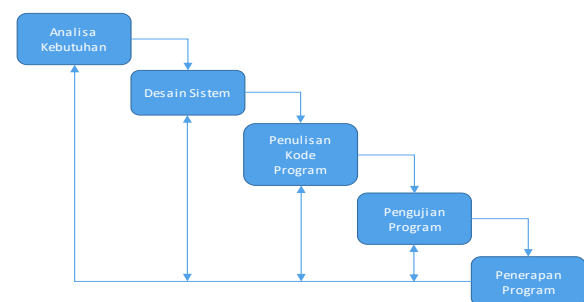 Analisa
Kebutuhan
Desain Sistem
Penulisan
Kode
Program
Pengujian
Program
Penerapan
Program